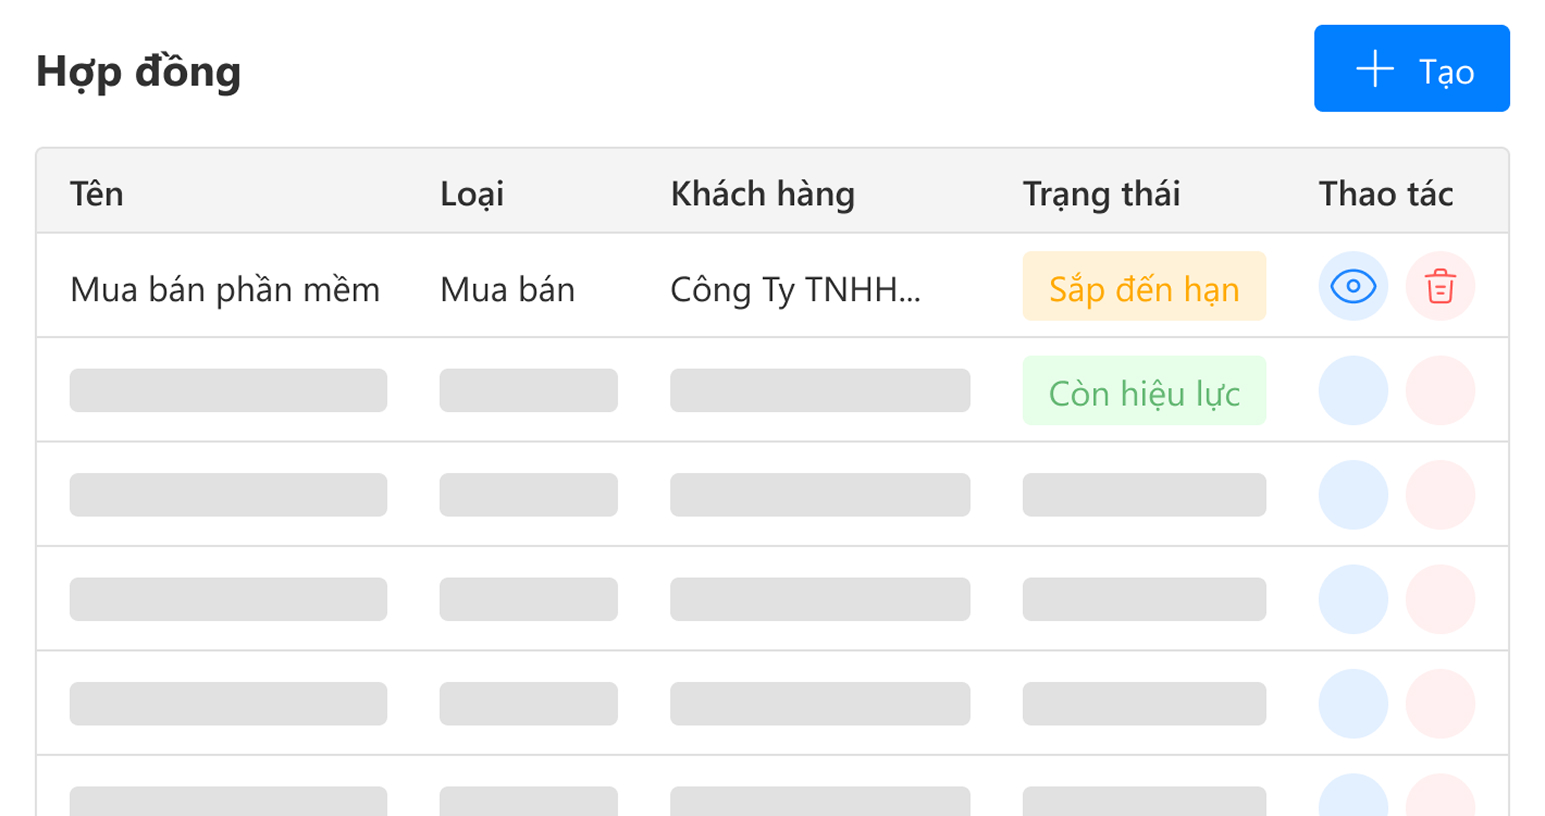 Hợp đồng
Tạo
Tên Loại Khách hàng Trạng thái Thao tác
Mua bán phần mềm Mua bán Công Ty TNHH... Sắp đến hạn
Còn hiệu lực